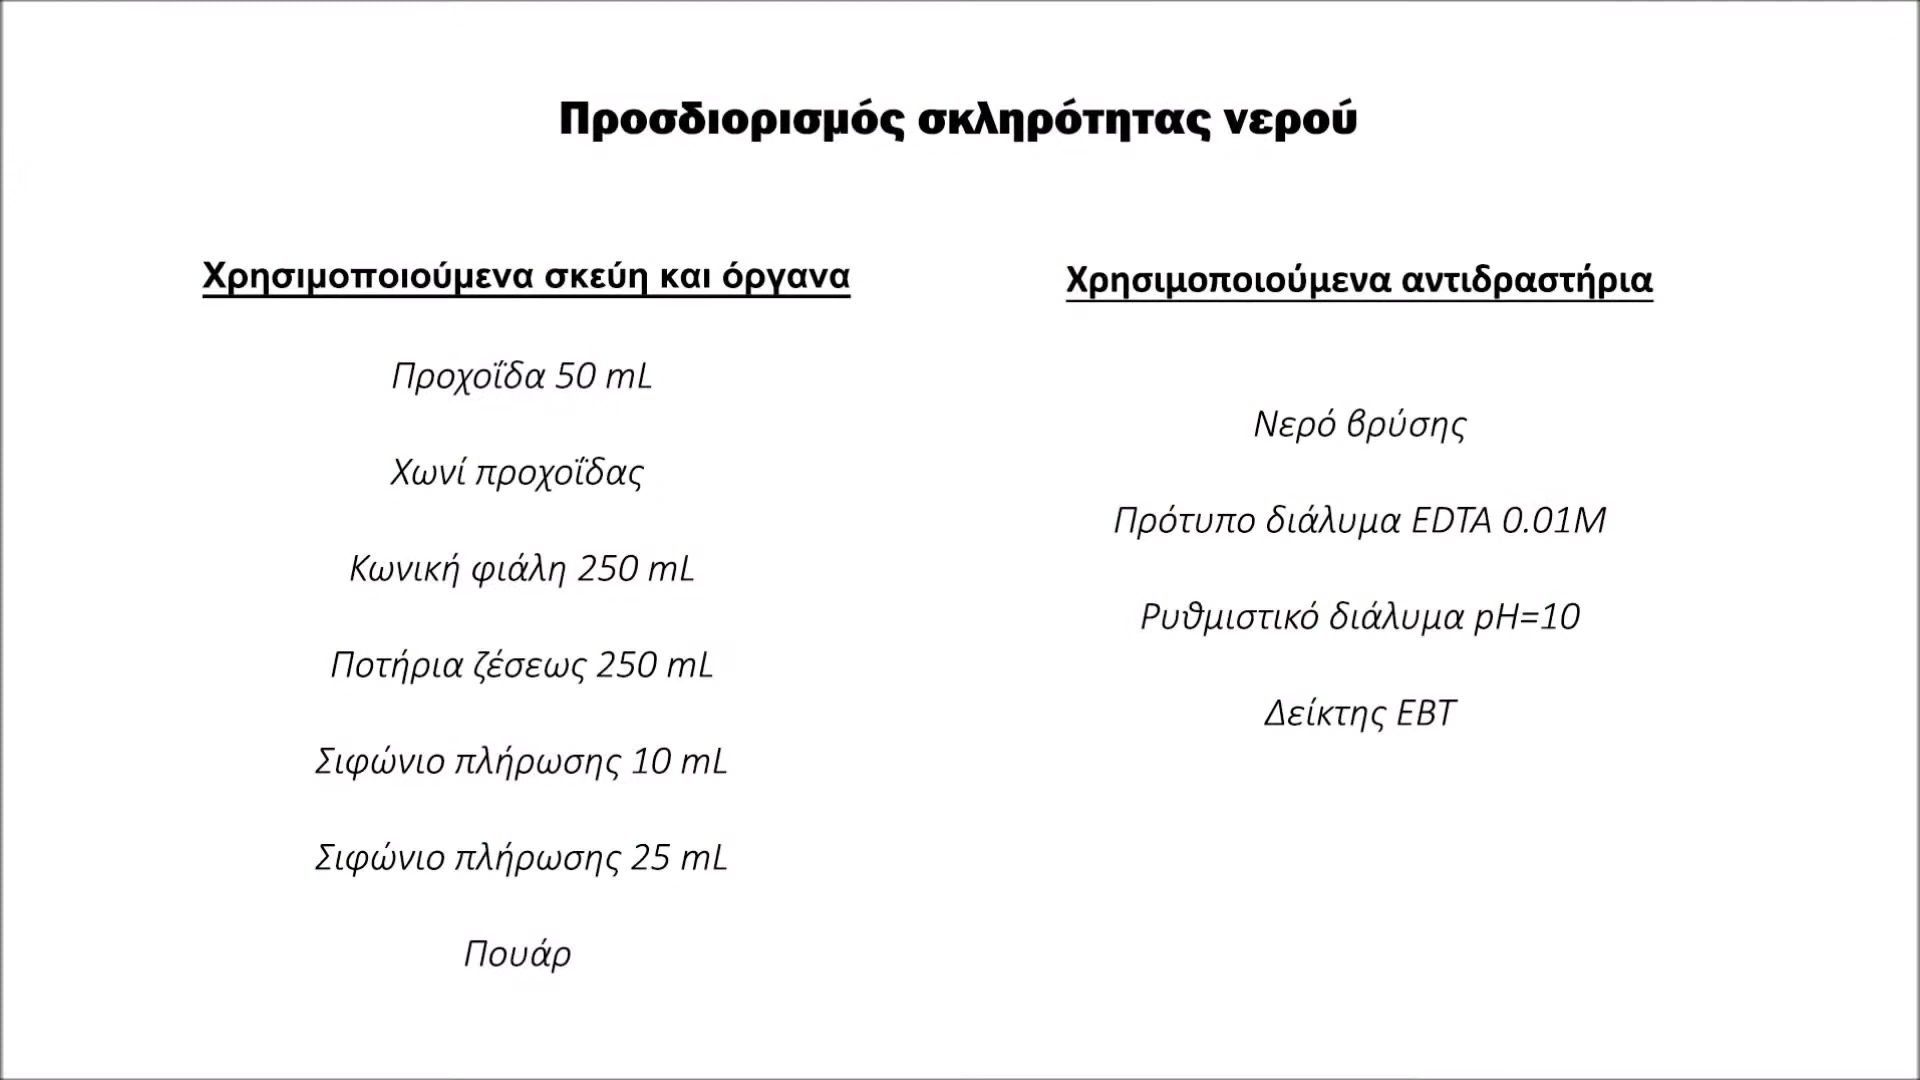 Προσδιορισμός σκληρότητας νερού
Χρησιμοποιούμενα σκεύη και όργανα
Προχοΐδα 50 mL
Χωνί προχοΐδας
Κωνική φιάλη 250 mL
Ποτήρια ζέσεως 250 mL
Σιφώνιο πλήρωσης 10 mL
Σιφώνιο πλήρωσης 25 mL
Πουάρ
Χρησιμοποιούμενα αντιδραστήρια
Νερό βρύσης
Πρότυπο διάλυμα EDTA 0.01M
Ρυθμιστικό διάλυμα pH=10
Δείκτης EBT